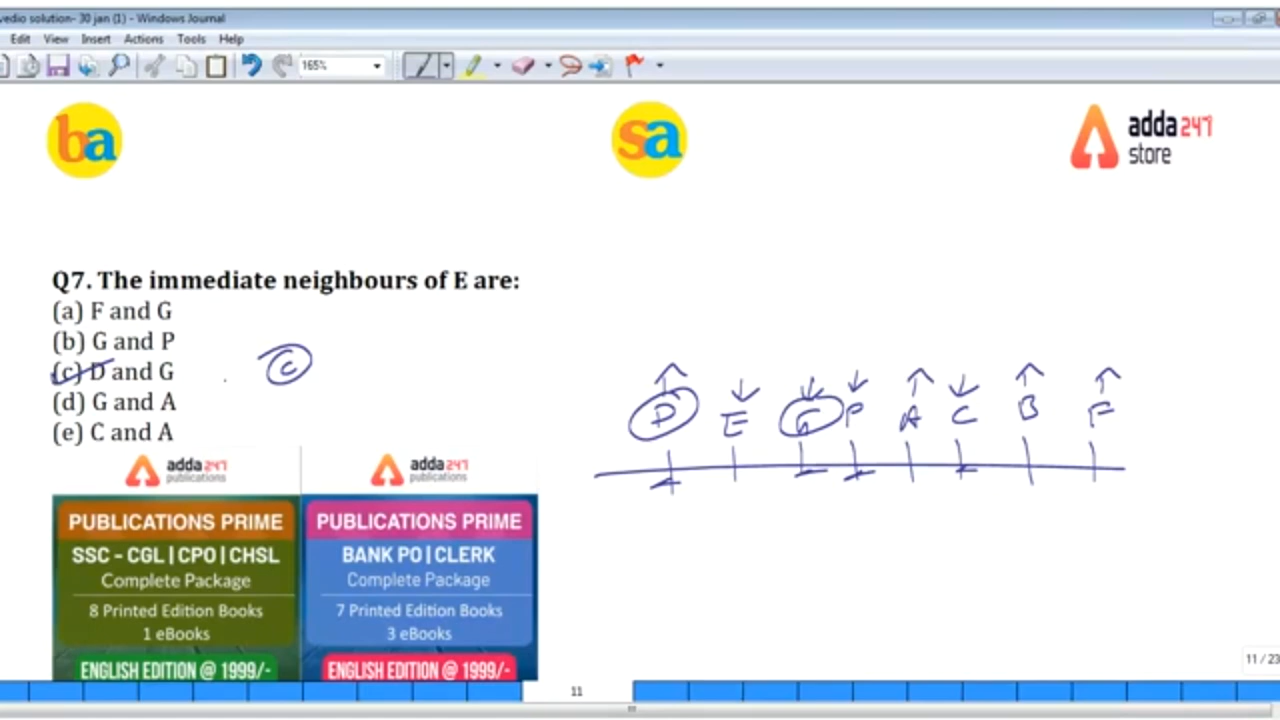 vedio solution- 30 jan (1) - Windows Journal
Edit View Insert Actions Tools Help
165%
ba
sa
adda 247
store
Q7. The immediate neighbours of E are:
(a) F and G
(b) G and P
(c) D and G
(d) G and A
(e) C and A
C
D E G P A C B F
adda 247
publications
adda 247
publications
PUBLICATIONS PRIME
SSC - CGL | CPO | CHSL
Complete Package
8 Printed Edition Books
1 eBooks
ENGLISH EDITION @ 1999/-
PUBLICATIONS PRIME
BANK PO | CLERK
Complete Package
7 Printed Edition Books
3 eBooks
ENGLISH EDITION @ 1999/-
11 / 23
11